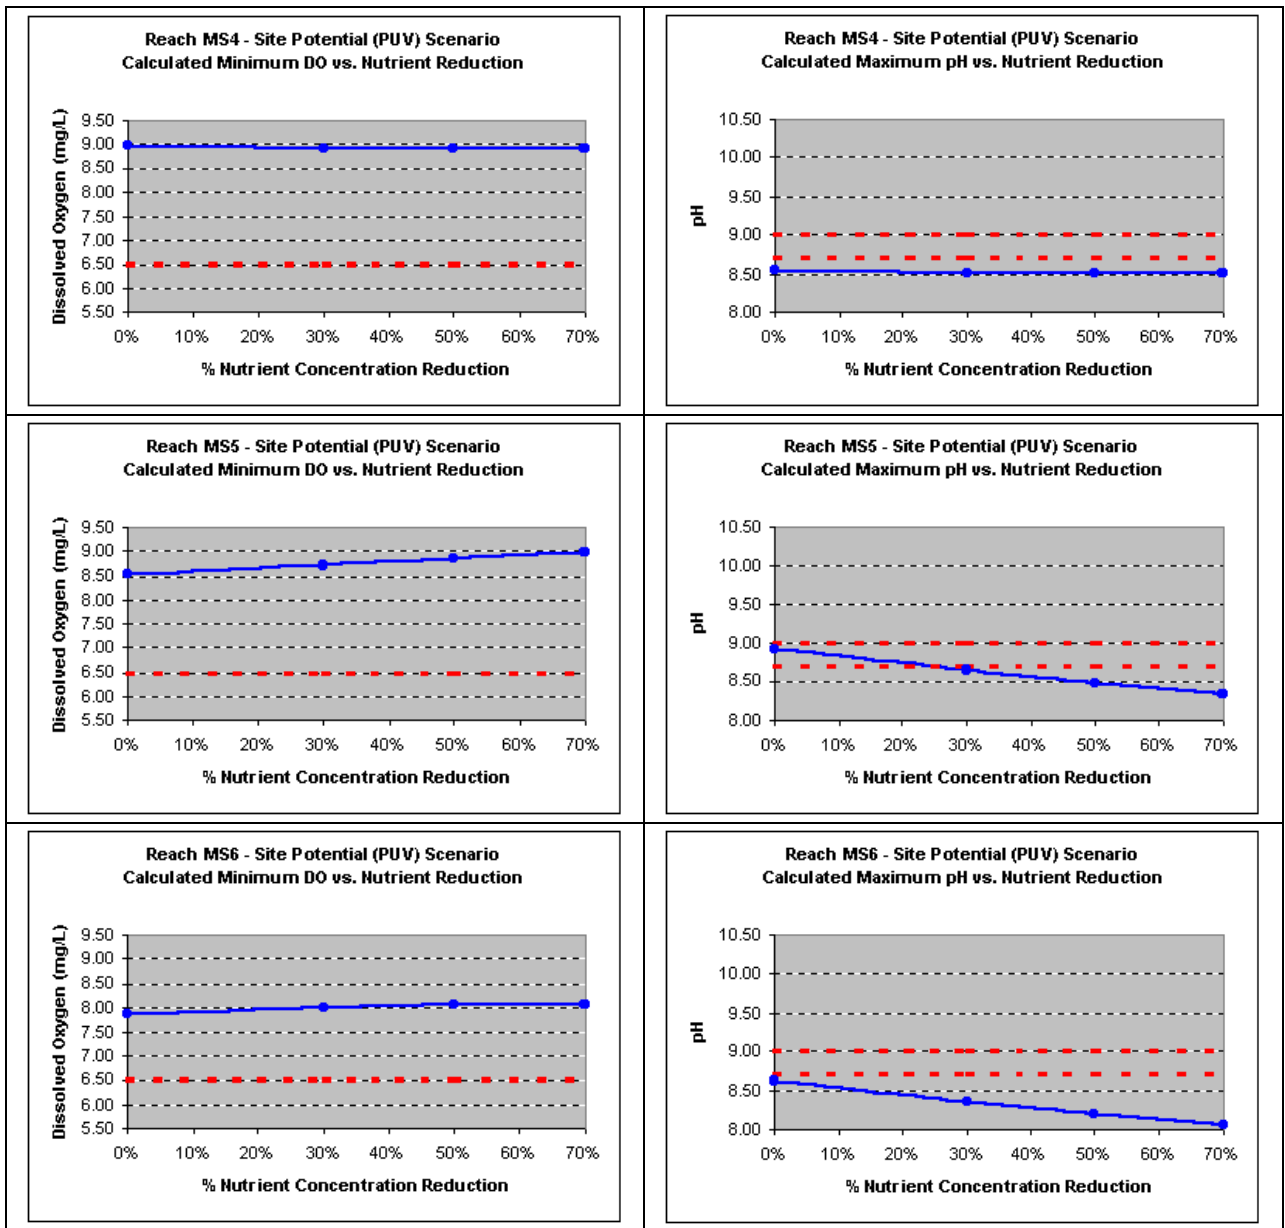 Reach MS4 - Site Potential (PUV) Scenario
Calculated Minimum DO vs. Nutrient Reduction
Dissolved Oxygen (mg/L)
9.50
9.00
8.50
8.00
7.50
7.00
6.50
6.00
5.50
0% 10% 20% 30% 40% 50% 60% 70%
% Nutrient Concentration Reduction
Reach MS4 - Site Potential (PUV) Scenario
Calculated Maximum pH vs. Nutrient Reduction
pH
10.50
10.00
9.50
9.00
8.50
8.00
0% 10% 20% 30% 40% 50% 60% 70%
% Nutrient Concentration Reduction
Reach MS5 - Site Potential (PUV) Scenario
Calculated Minimum DO vs. Nutrient Reduction
Dissolved Oxygen (mg/L)
9.50
9.00
8.50
8.00
7.50
7.00
6.50
6.00
5.50
0% 10% 20% 30% 40% 50% 60% 70%
% Nutrient Concentration Reduction
Reach MS5 - Site Potential (PUV) Scenario
Calculated Maximum pH vs. Nutrient Reduction
pH
10.50
10.00
9.50
9.00
8.50
8.00
0% 10% 20% 30% 40% 50% 60% 70%
% Nutrient Concentration Reduction
Reach MS6 - Site Potential (PUV) Scenario
Calculated Minimum DO vs. Nutrient Reduction
Dissolved Oxygen (mg/L)
9.50
9.00
8.50
8.00
7.50
7.00
6.50
6.00
5.50
0% 10% 20% 30% 40% 50% 60% 70%
% Nutrient Concentration Reduction
Reach MS6 - Site Potential (PUV) Scenario
Calculated Maximum pH vs. Nutrient Reduction
pH
10.50
10.00
9.50
9.00
8.50
8.00
0% 10% 20% 30% 40% 50% 60% 70%
% Nutrient Concentration Reduction